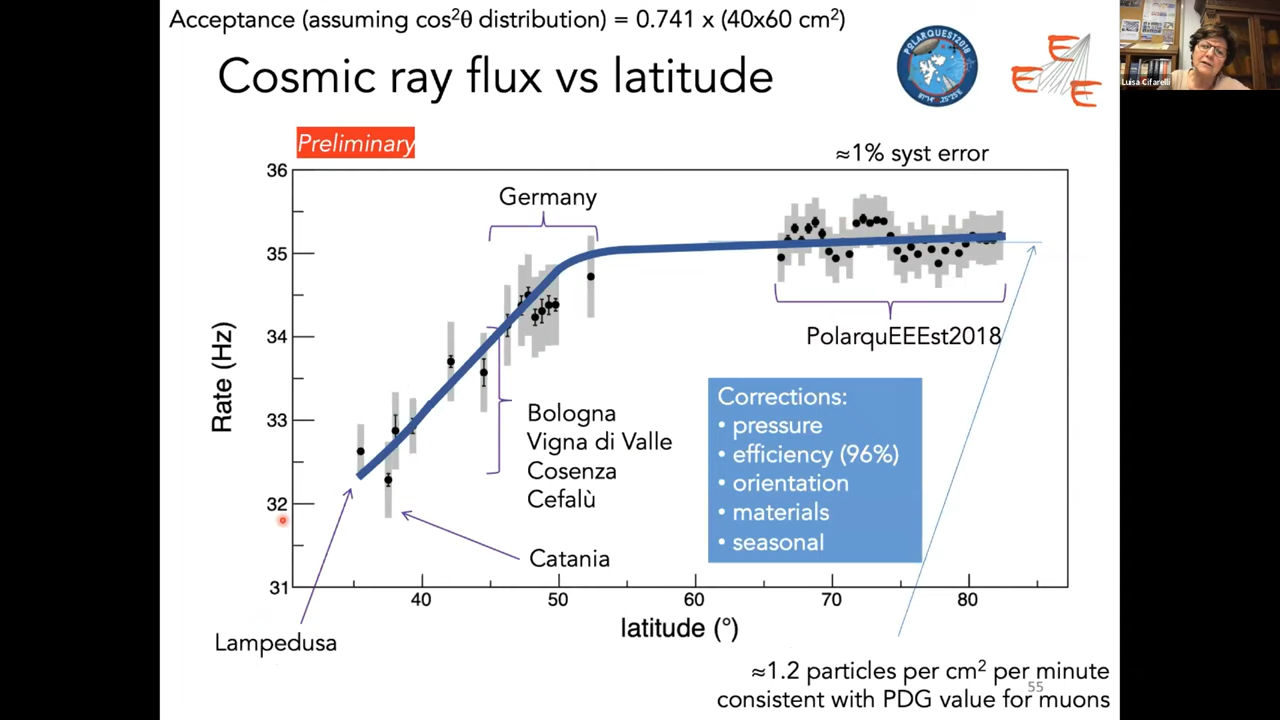 Acceptance (assuming cos²θ distribution) = 0.741 x (40x60 cm²)
Cosmic ray flux vs latitude
POLARQUEST2018
EEE
Luisa Cifarelli
Preliminary
≈1% syst error
Germany
PolarquEEEst2018
Bologna
Vigna di Valle
Cosenza
Cefalù
Catania
Lampedusa
Corrections:
• pressure
• efficiency (96%)
• orientation
• materials
• seasonal
Rate (Hz)
36
35
34
33
32
31
40
50
60
70
80
latitude (°)
≈1.2 particles per cm² per minute
consistent with PDG value for muons
55